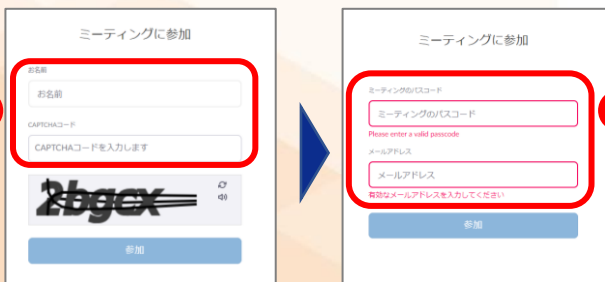 ミーティングに参加
お名前
お名前
CAPTCHAコード
CAPTCHAコードを入力します
2bgcx
参加
ミーティングに参加
ミーティングのパスコード
ミーティングのパスコード
Please enter a valid passcode
メールアドレス
メールアドレス
有効なメールアドレスを入力してください
参加